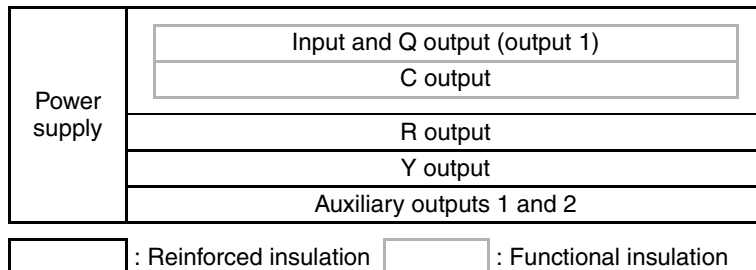 Power
supply
Input and Q output (output 1)
C output
R output
Y output
Auxiliary outputs 1 and 2
: Reinforced insulation
: Functional insulation